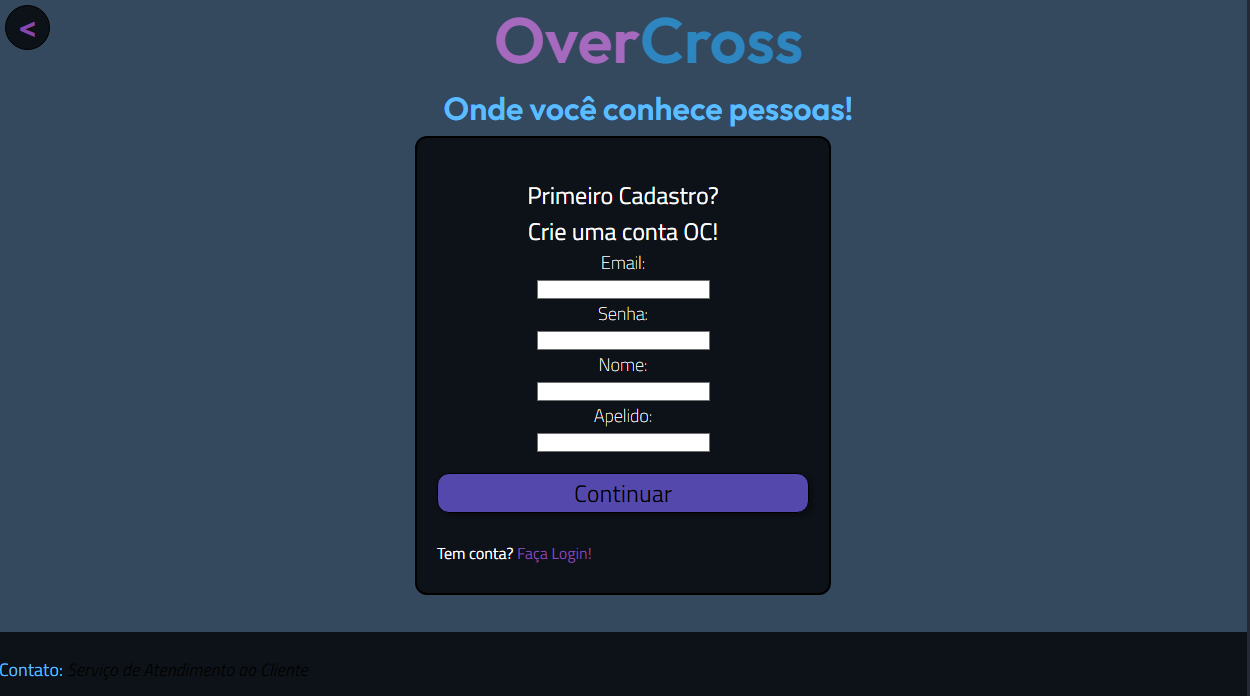 <
OverCross
Onde você conhece pessoas!
Primeiro Cadastro?
Crie uma conta OC!
Email:
Senha:
Nome:
Apelido:
Continuar
Tem conta? Faça Login!
Contato: Serviço de Atendimento ao Cliente